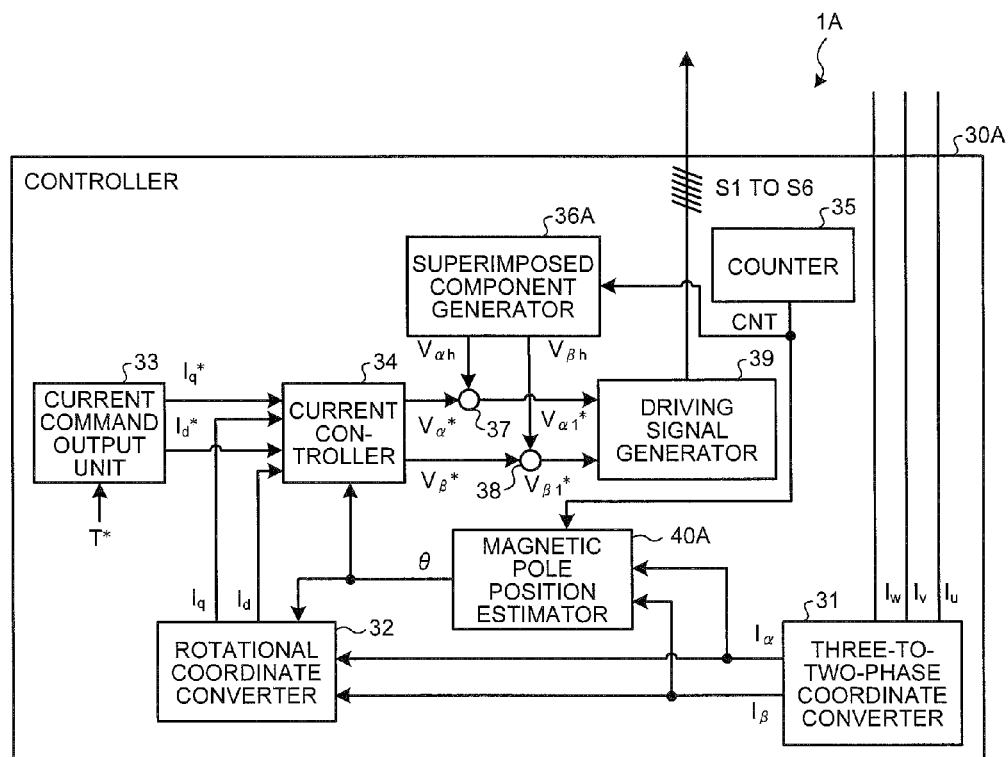 1A
30A
CONTROLLER
S1 TO S6
36A
35
SUPERIMPOSED
COMPONENT
GENERATOR
COUNTER
CNT
Vαh
Vβh
33
Iq*
34
39
CURRENT
COMMAND
OUTPUT
UNIT
Id*
CURRENT
CON-
TROLLER
Vα*
37
Vα1*
DRIVING
SIGNAL
GENERATOR
Vβ*
38
Vβ1*
T*
40A
MAGNETIC
POLE
POSITION
ESTIMATOR
θ
Iq
Id
Iw
Iv
Iu
32
31
ROTATIONAL
COORDINATE
CONVERTER
Iα
THREE-TO-
TWO-PHASE
COORDINATE
CONVERTER
Iβ